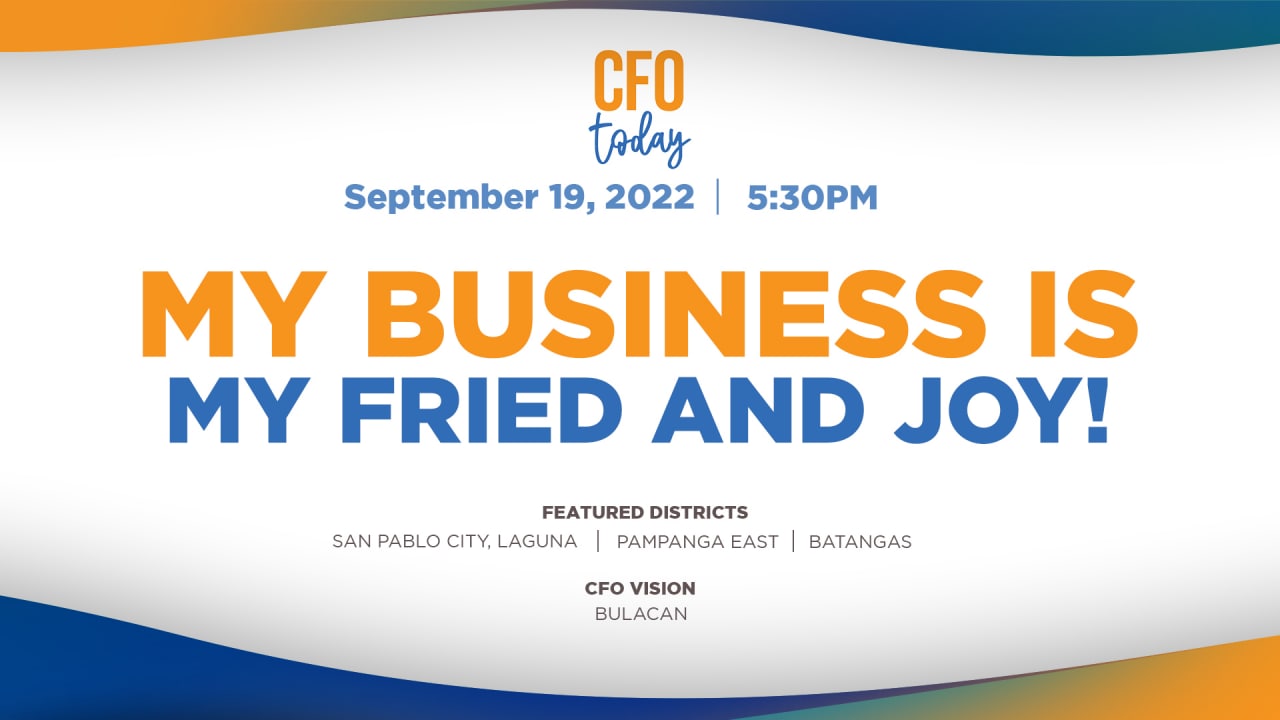 CFO
today
September 19, 2022 | 5:30PM
MY BUSINESS IS
MY FRIED AND JOY!
FEATURED DISTRICTS
SAN PABLO CITY, LAGUNA | PAMPANGA EAST | BATANGAS
CFO VISION
BULACAN